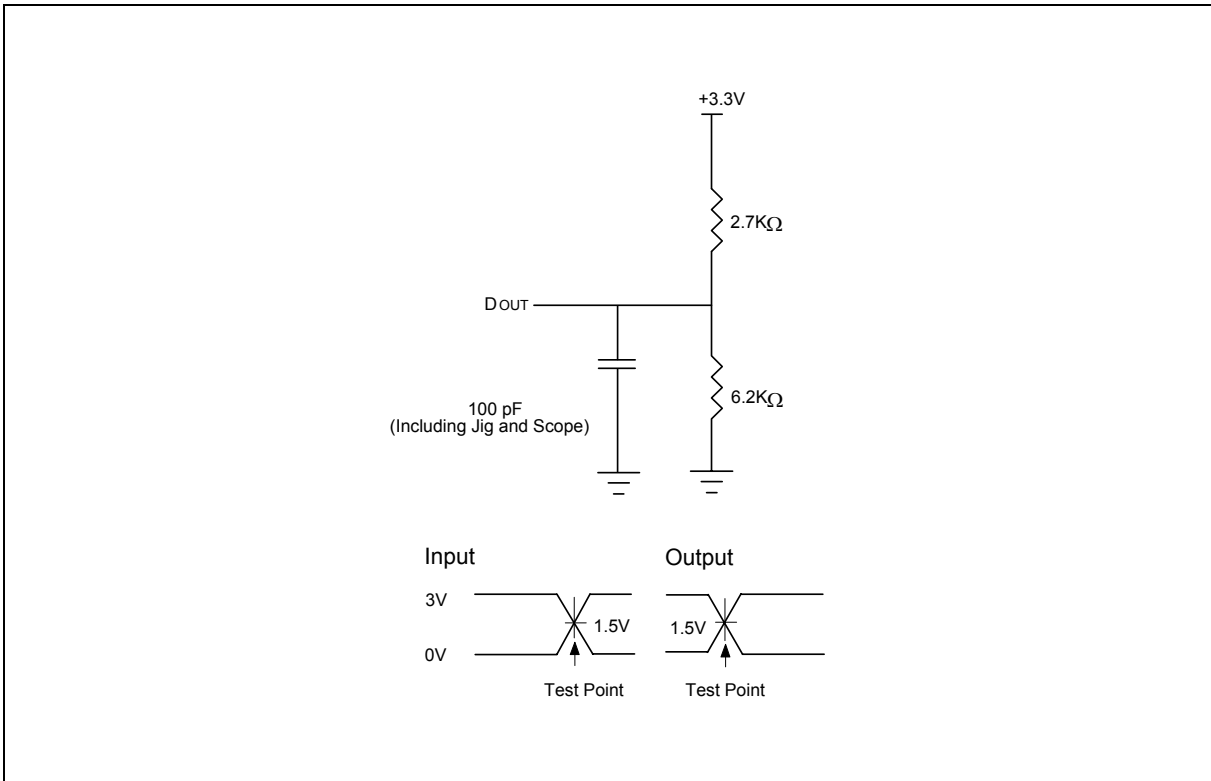 +3.3V
2.7KΩ
DOUT
6.2KΩ
100 pF
(Including Jig and Scope)
Input
Output
3V
1.5V
1.5V
0V
Test Point
Test Point